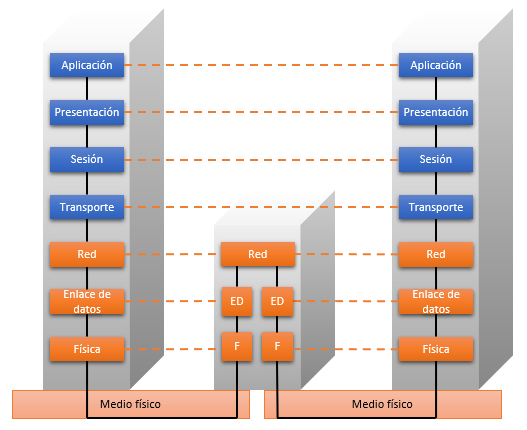 Aplicación
Aplicación
Presentación
Presentación
Sesión
Sesión
Transporte
Transporte
Red
Red
Red
Enlace de
datos
ED
ED
Enlace de
datos
Física
F
F
Física
Medio físico
Medio físico